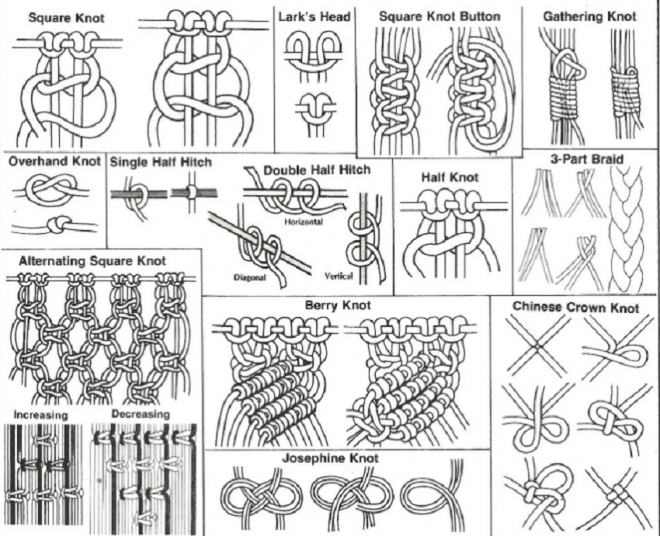 Square Knot
Lark's Head
Square Knot Button
Gathering Knot
Overhand Knot
Single Half Hitch
Double Half Hitch
Horizontal
Diagonal
Vertical
Half Knot
3-Part Braid
Alternating Square Knot
Increasing
Decreasing
Berry Knot
Chinese Crown Knot
Josephine Knot